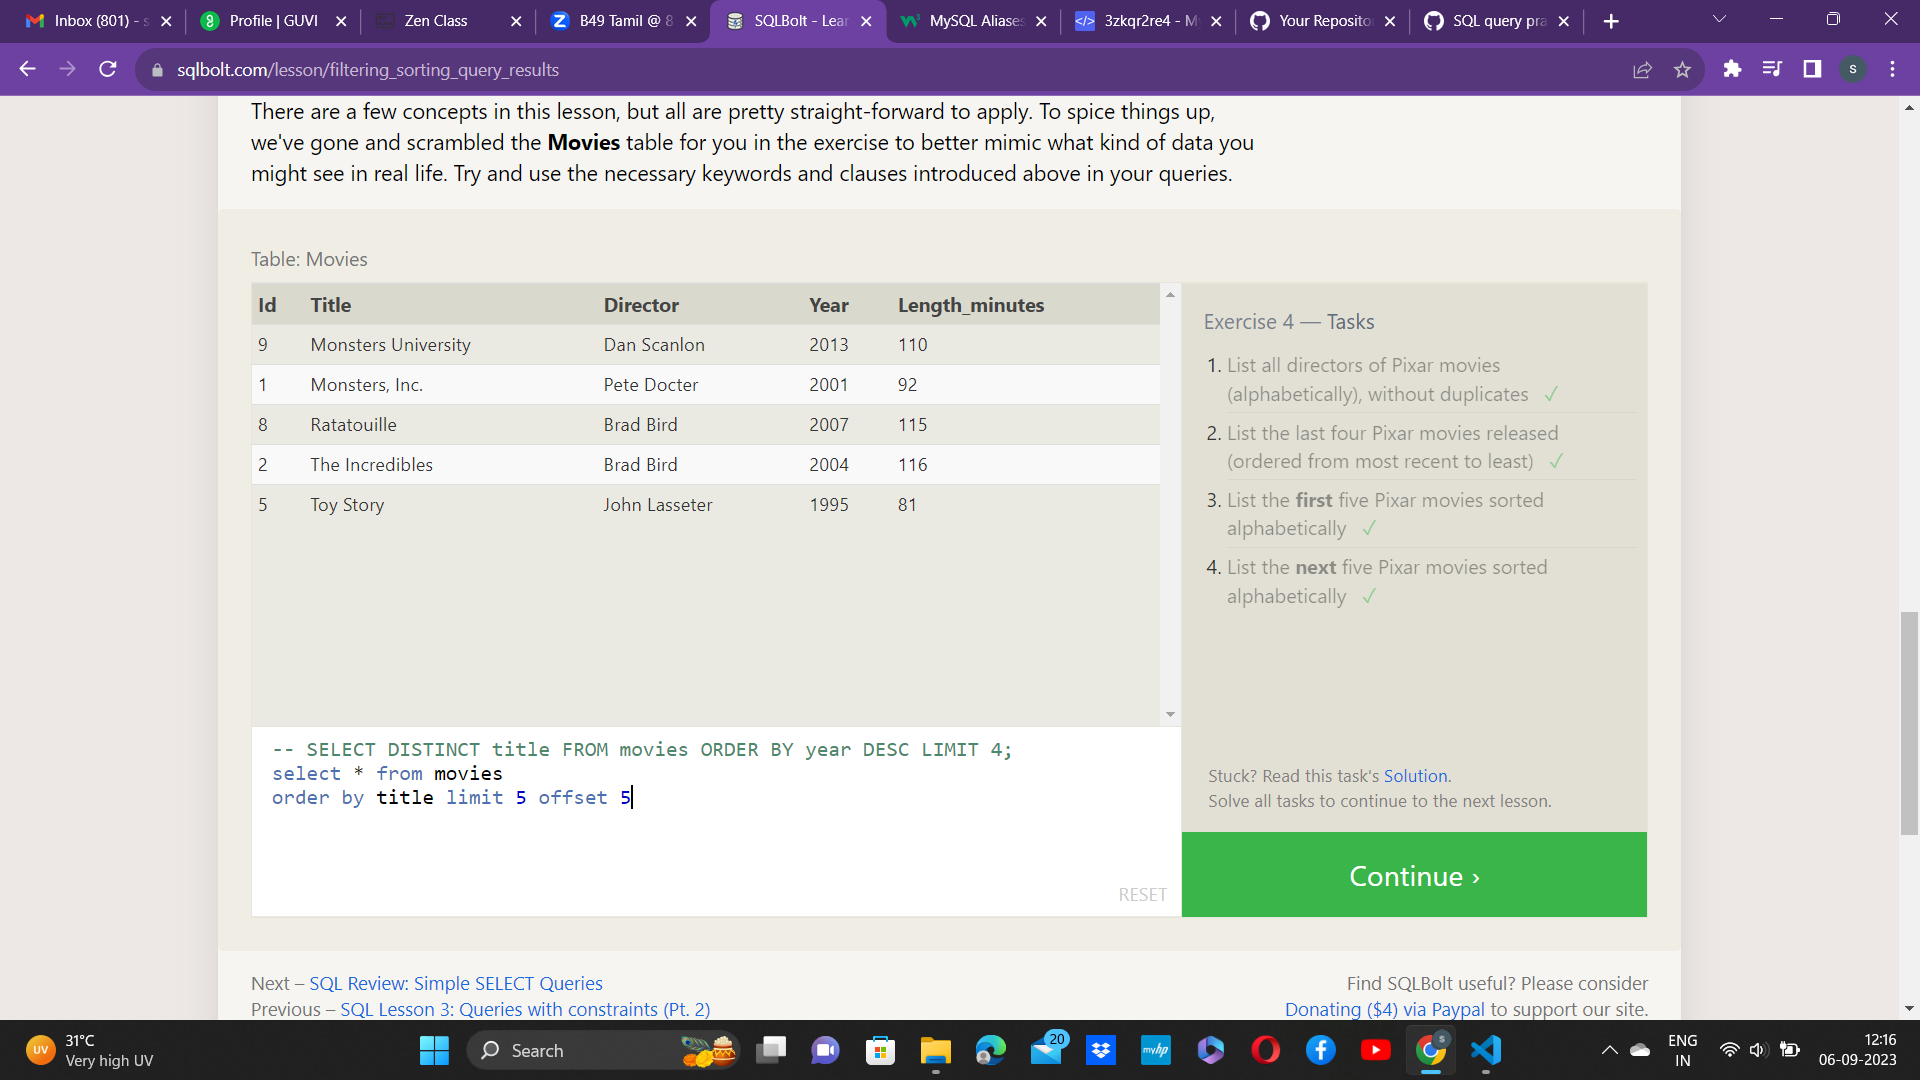 Inbox (801) - s
Profile | GUVI
Zen Class
B49 Tamil @ 8
SQLBolt - Lear
MySQL Aliases
3zkqr2re4 - My
Your Reposito
SQL query pra
sqlbolt.com/lesson/filtering_sorting_query_results
There are a few concepts in this lesson, but all are pretty straight-forward to apply. To spice things up,
we've gone and scrambled the Movies table for you in the exercise to better mimic what kind of data you
might see in real life. Try and use the necessary keywords and clauses introduced above in your queries.
Table: Movies
Id Title Director Year Length_minutes
9 Monsters University Dan Scanlon 2013 110
1 Monsters, Inc. Pete Docter 2001 92
8 Ratatouille Brad Bird 2007 115
2 The Incredibles Brad Bird 2004 116
5 Toy Story John Lasseter 1995 81
-- SELECT DISTINCT title FROM movies ORDER BY year DESC LIMIT 4;
select * from movies
order by title limit 5 offset 5
RESET
Exercise 4 — Tasks
1. List all directors of Pixar movies
(alphabetically), without duplicates ✓
2. List the last four Pixar movies released
(ordered from most recent to least) ✓
3. List the first five Pixar movies sorted
alphabetically ✓
4. List the next five Pixar movies sorted
alphabetically ✓
Stuck? Read this task's Solution.
Solve all tasks to continue to the next lesson.
Continue ›
Next – SQL Review: Simple SELECT Queries
Previous – SQL Lesson 3: Queries with constraints (Pt. 2)
Find SQLBolt useful? Please consider
Donating ($4) via Paypal to support our site.
UV
31°C
Very high UV
Search
20
myhp
ENG
IN
12:16
06-09-2023